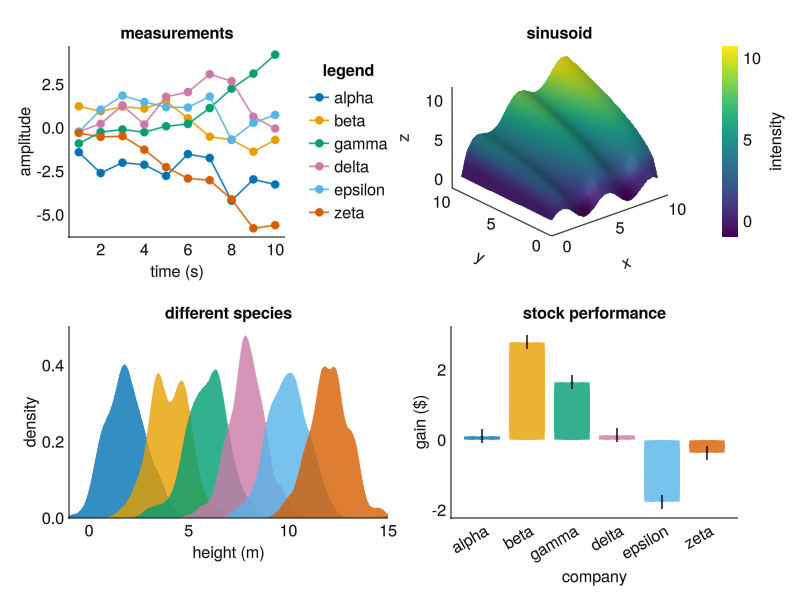 measurements
amplitude
2.5
0.0
-2.5
-5.0
2 4 6 8 10
time (s)
legend
alpha
beta
gamma
delta
epsilon
zeta
sinusoid
z
10
5
0
10
5
0
y
0
5
10
x
10
5
0
intensity
different species
density
0.4
0.2
0.0
0 5 10 15
height (m)
stock performance
gain ($)
2
0
-2
alpha beta gamma delta epsilon zeta
company